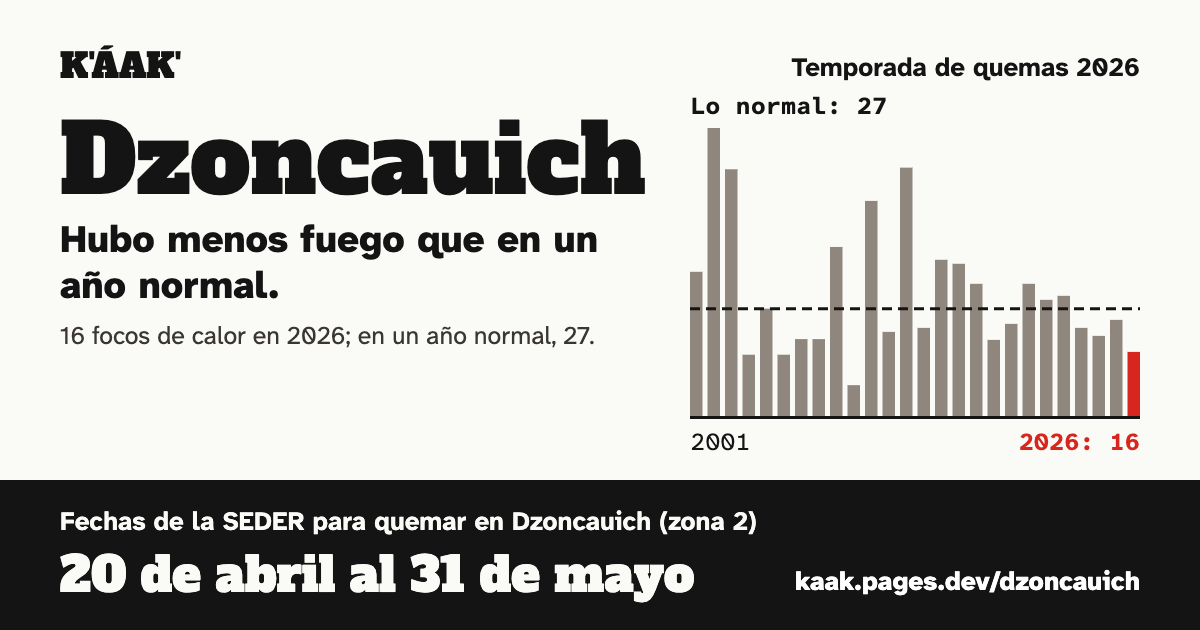 K'ÁAK'
Dzoncauich
Hubo menos fuego que en un
año normal.
16 focos de calor en 2026; en un año normal, 27.
Temporada de quemas 2026
Lo normal: 27
2001
2026: 16
Fechas de la SEDER para quemar en Dzoncauich (zona 2)
20 de abril al 31 de mayo
kaak.pages.dev/dzoncauich